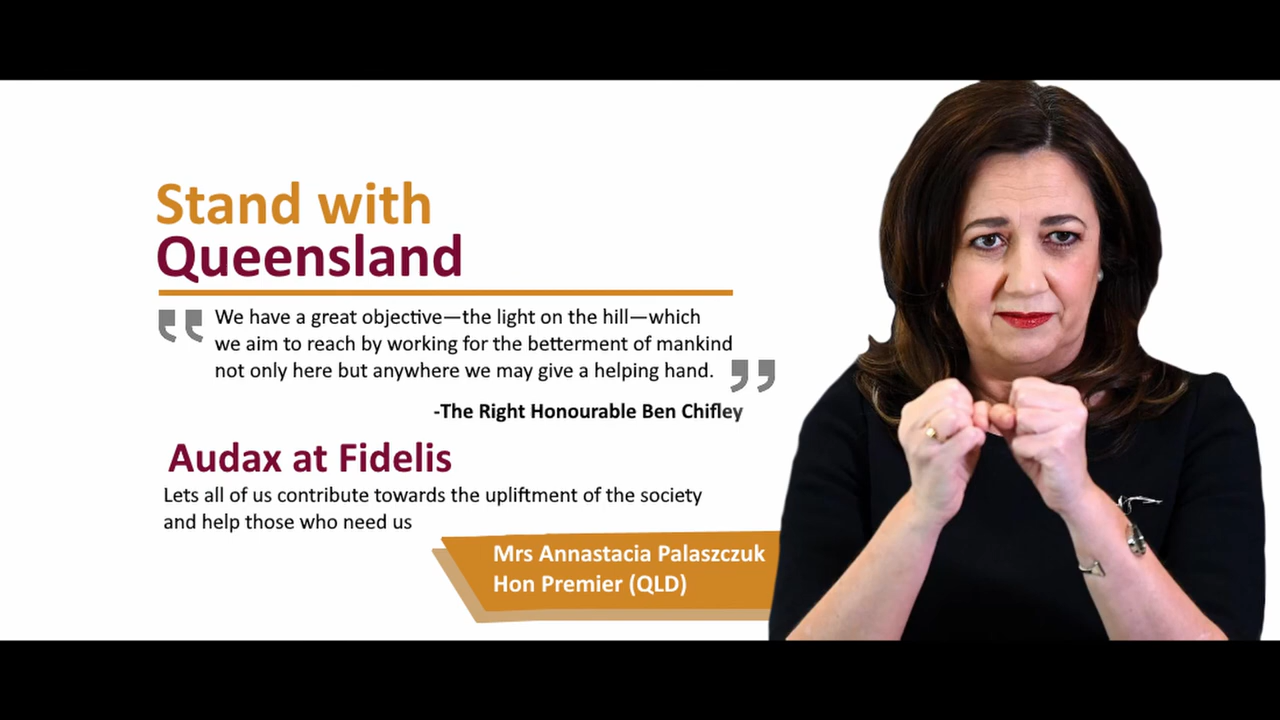 Stand with
Queensland
We have a great objective—the light on the hill—which
we aim to reach by working for the betterment of mankind
not only here but anywhere we may give a helping hand.
-The Right Honourable Ben Chifley
Audax at Fidelis
Lets all of us contribute towards the upliftment of the society
and help those who need us
Mrs Annastacia Palaszczuk
Hon Premier (QLD)